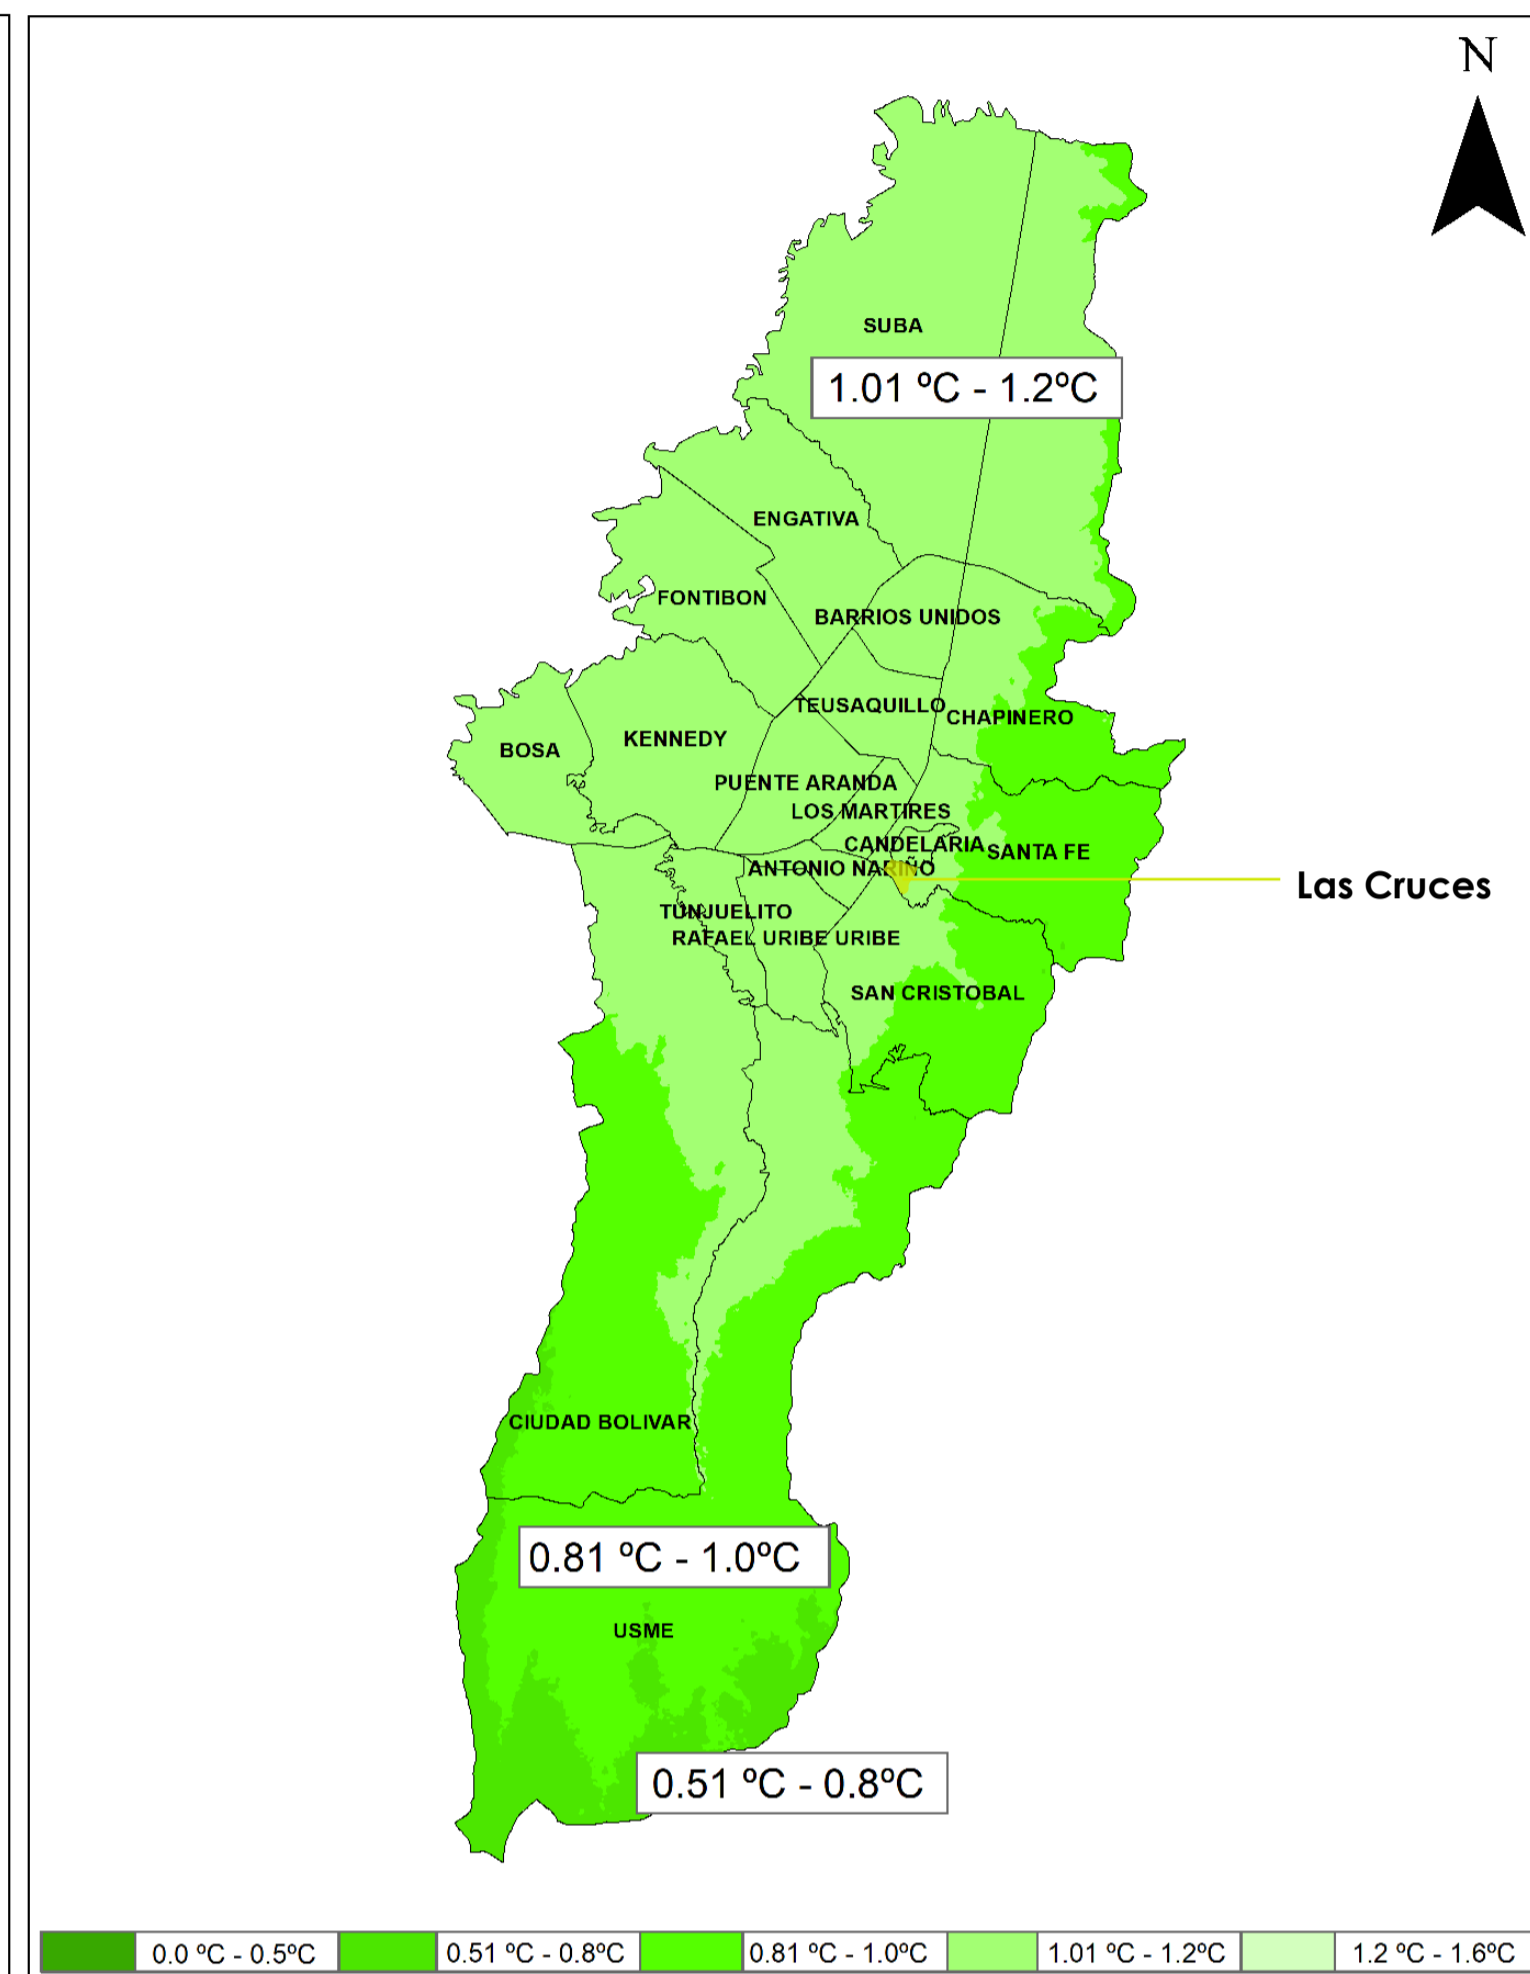 N
SUBA
1.01 ºC - 1.2ºC
ENGATIVA
FONTIBON
BARRIOS UNIDOS
TEUSAQUILLO
CHAPINERO
KENNEDY
BOSA
PUENTE ARANDA
LOS MARTIRES
CANDELARIA
SANTA FE
ANTONIO NARIÑO
Las Cruces
TUNJUELITO
RAFAEL URIBE URIBE
SAN CRISTOBAL
CIUDAD BOLIVAR
0.81 ºC - 1.0ºC
USME
0.51 ºC - 0.8ºC
0.0 ºC - 0.5ºC 0.51 ºC - 0.8ºC 0.81 ºC - 1.0ºC 1.01 ºC - 1.2ºC 1.2 ºC - 1.6ºC